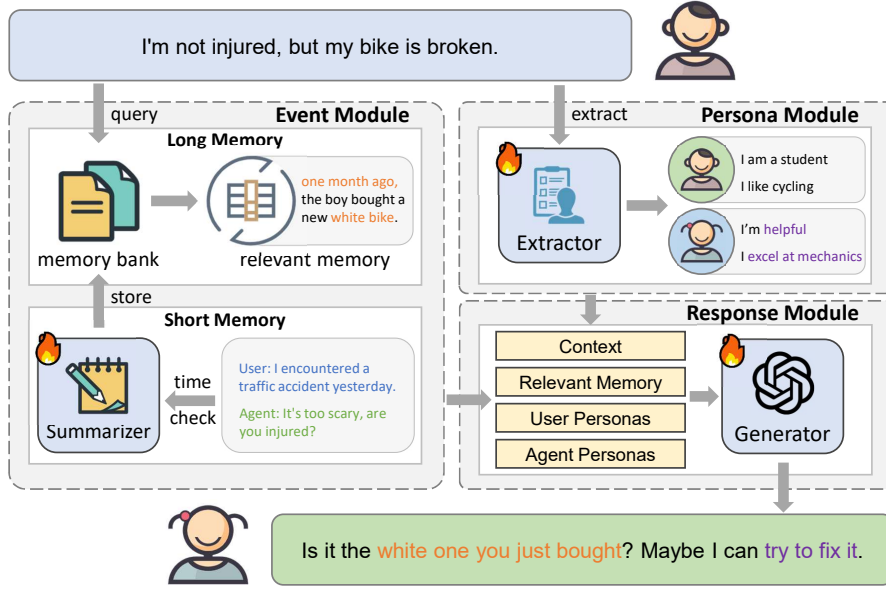 I'm not injured, but my bike is broken.
query
Event Module
Long Memory
one month ago,
the boy bought a
new white bike.
memory bank
relevant memory
store
Short Memory
User: I encountered a
traffic accident yesterday.
Agent: It's too scary, are
you injured?
time
check
Summarizer
extract
Persona Module
Extractor
I am a student
I like cycling
I'm helpful
I excel at mechanics
Response Module
Context
Relevant Memory
User Personas
Agent Personas
Generator
Is it the white one you just bought? Maybe I can try to fix it.